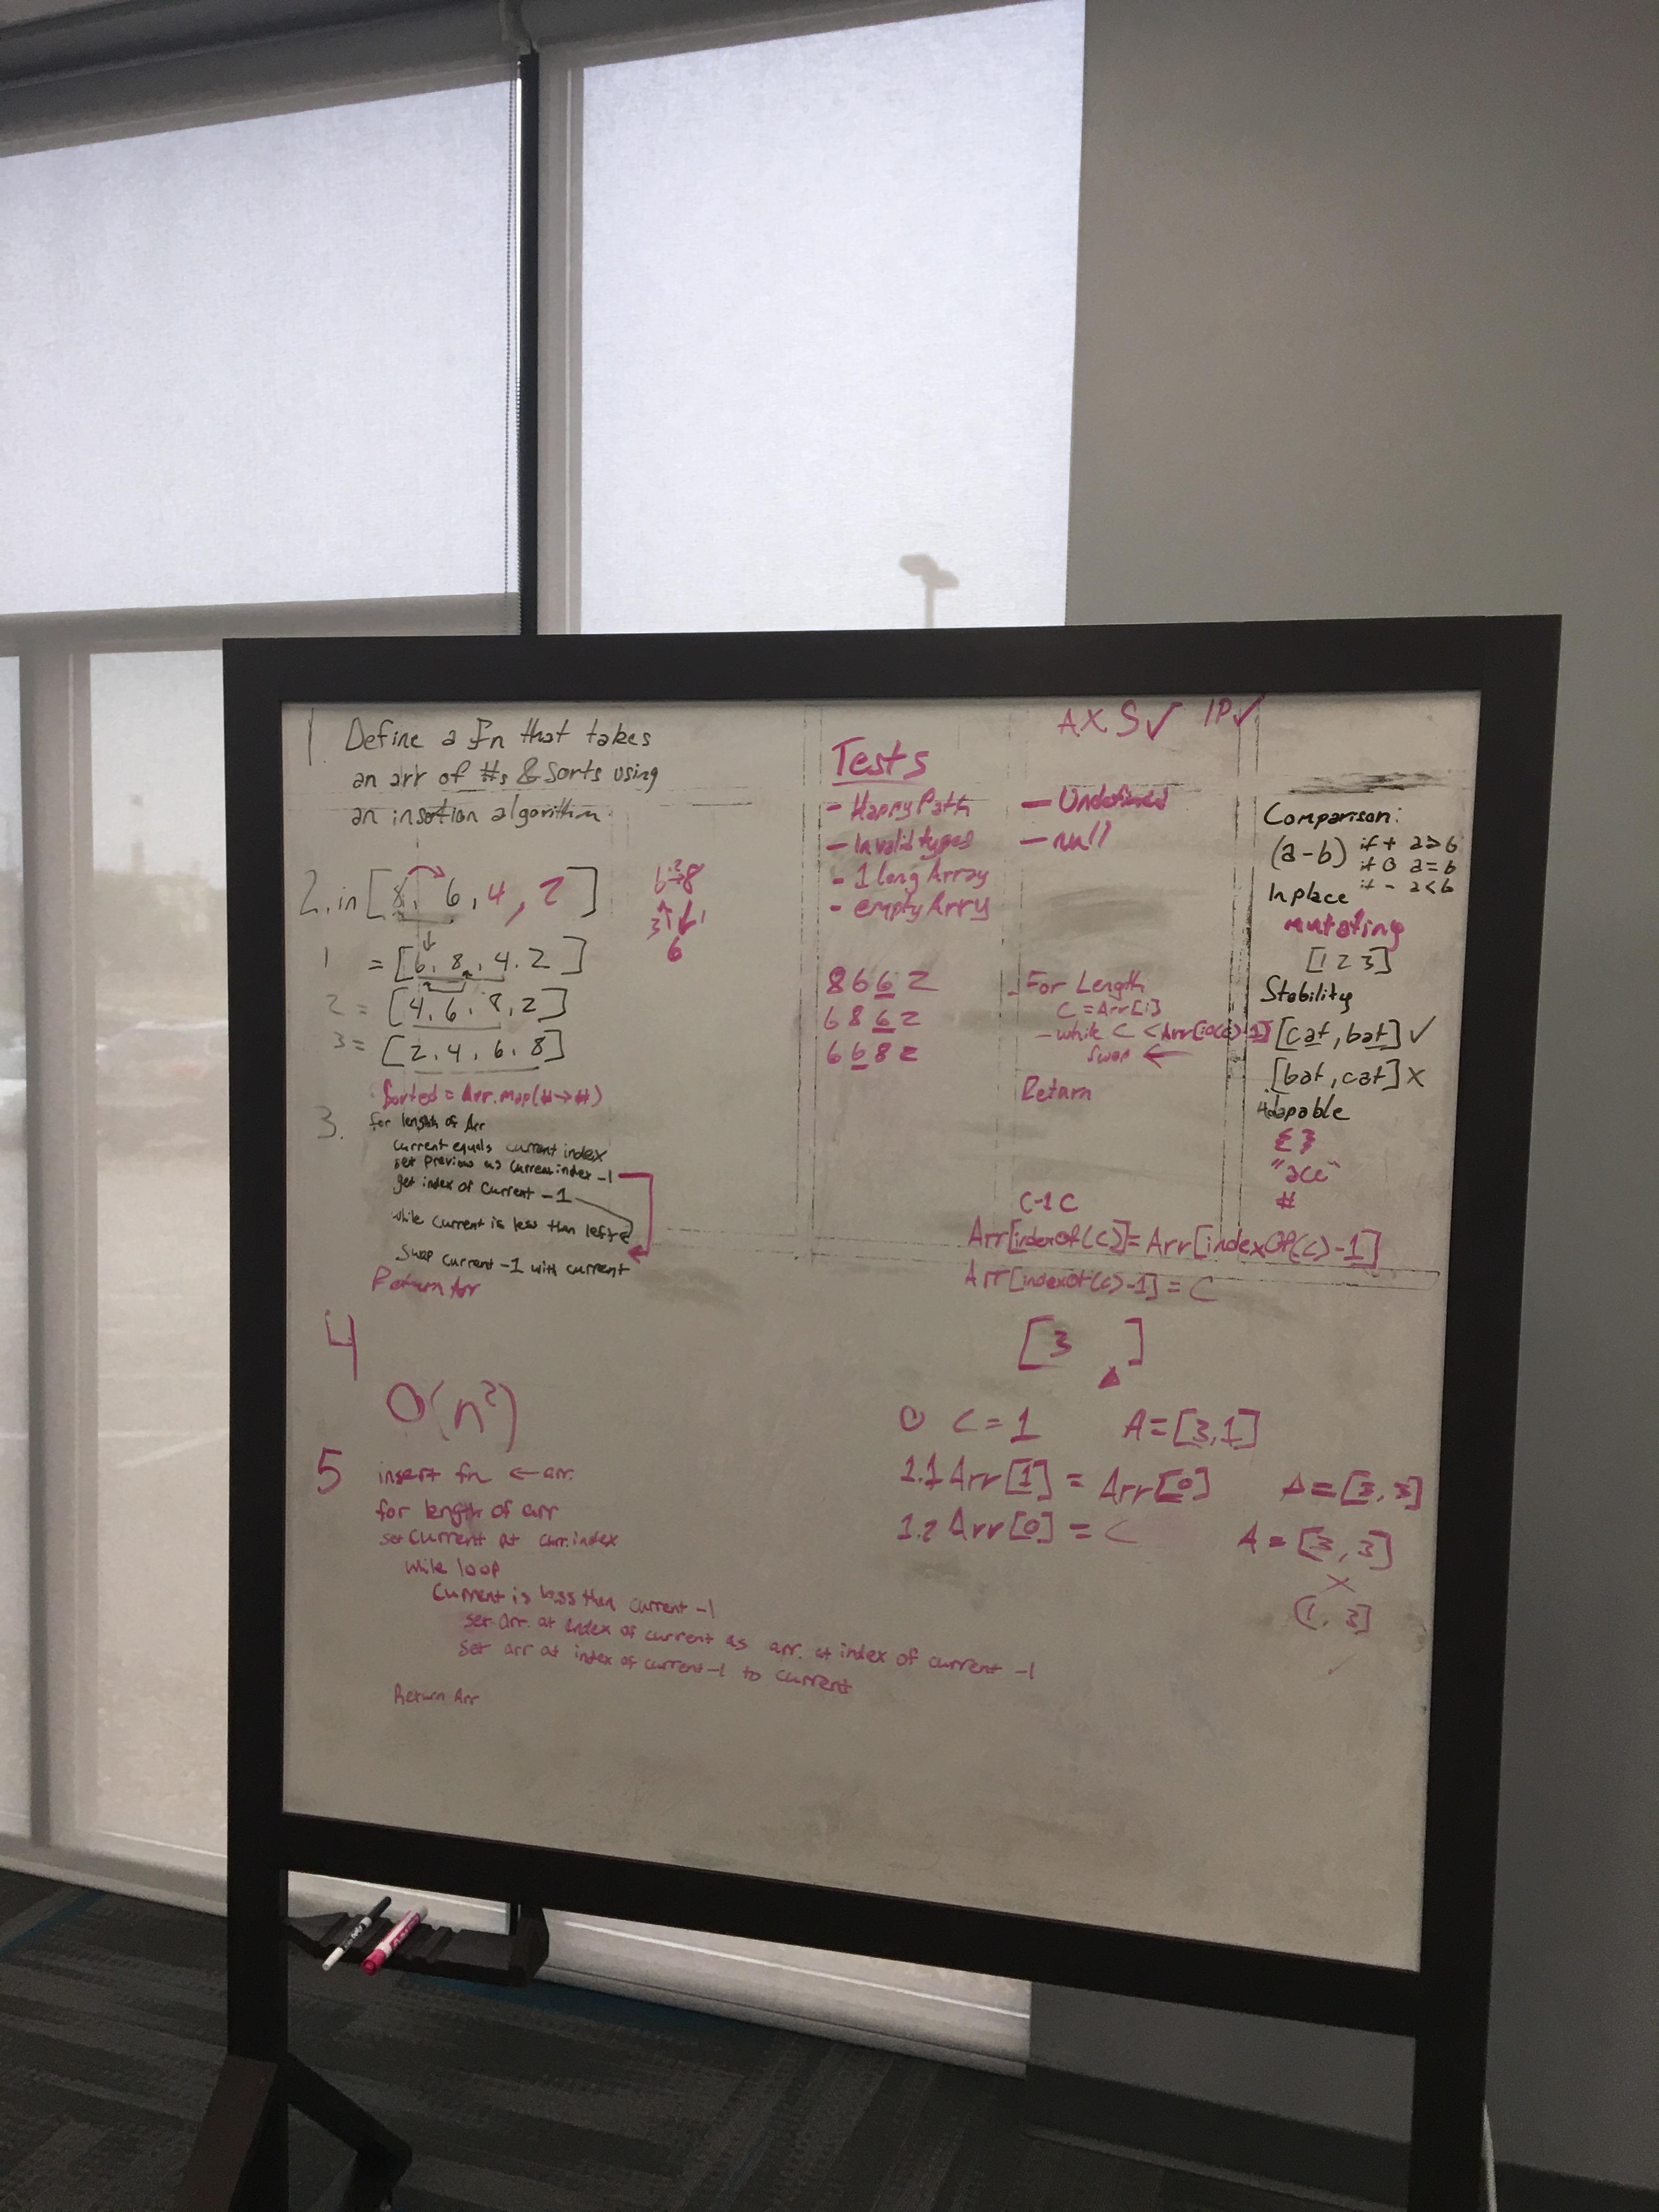 1. Define a Fn that takes
an arr of #s & Sorts using
an insertion algorithm.
2. in [8, 6, 4, 2]
1 = [6, 8, 4, 2]
2 = [4, 6, 8, 2]
3 = [2, 4, 6, 8]
2
6→8
3↑ ↓1
6
Sorted = Arr.map(#→#)
3. for length of Arr
current equals current index
set previous as current index -1
get index of current -1
while current is less than left
Swap current -1 with current
Return Arr
4
O(n²)
5 insert fn ← arr.
for length of arr
set current at curr. index
while loop
Current is less than current -1
set arr. at index of current as arr. at index of current -1
set arr at index of current -1 to current
Return Arr
Tests
- Happy Path
- Invalid types
- 1 long Array
- empty Arry
- Undefined
- null
8 6 6 2
6 8 6 2
6 6 8 2
AX S✓ IP✓
- For Length
C = Arr[i]
- while C < Arr[io(c)-1]
swap ←
Return
C-1 C
Arr[indexOf(c)] = Arr[indexOf(c)-1]
Arr[indexOf(c)-1] = C
[3 ]
0 C = 1 A = [3,1]
1.1 Arr[1] = Arr[0] A = [3,3]
1.2 Arr[0] = C A = [3,3]
[1, 3]
Comparison:
(a-b) if + a > b
if 0 a = b
if - a < b
In place
mutating
[1 2 3]
Stability
[cat, bat] ✓
[bat, cat] X
Adapable
{ }
#